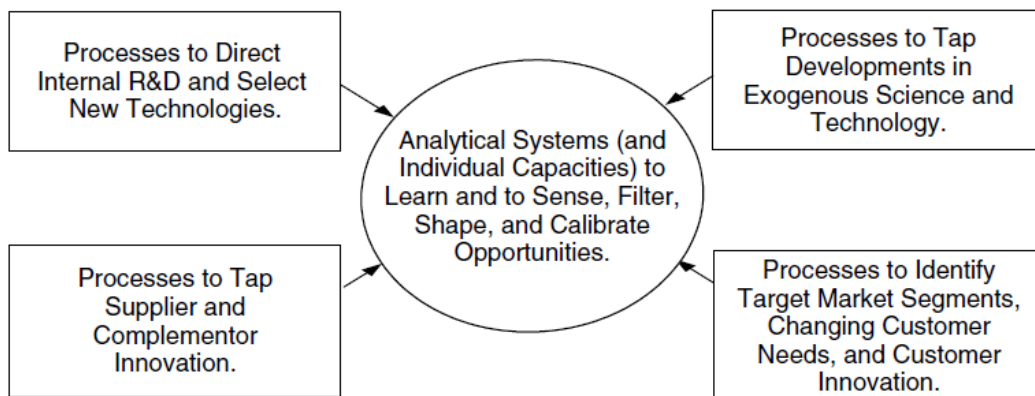 Processes to Direct
Internal R&D and Select
New Technologies.
Processes to Tap
Developments in
Exogenous Science and
Technology.
Analytical Systems (and
Individual Capacities) to
Learn and to Sense, Filter,
Shape, and Calibrate
Opportunities.
Processes to Tap
Supplier and
Complementor
Innovation.
Processes to Identify
Target Market Segments,
Changing Customer
Needs, and Customer
Innovation.